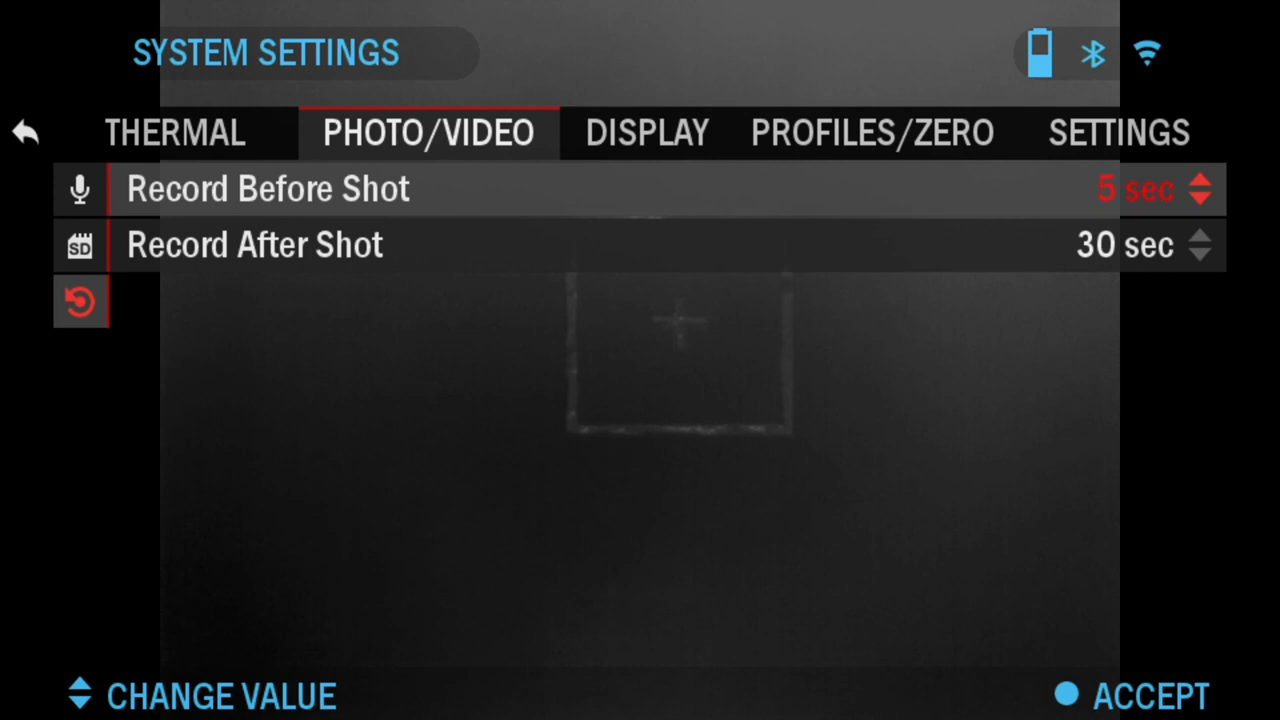 SYSTEM SETTINGS
THERMAL PHOTO/VIDEO DISPLAY PROFILES/ZERO SETTINGS
Record Before Shot 5 sec
SD Record After Shot 30 sec
CHANGE VALUE ACCEPT